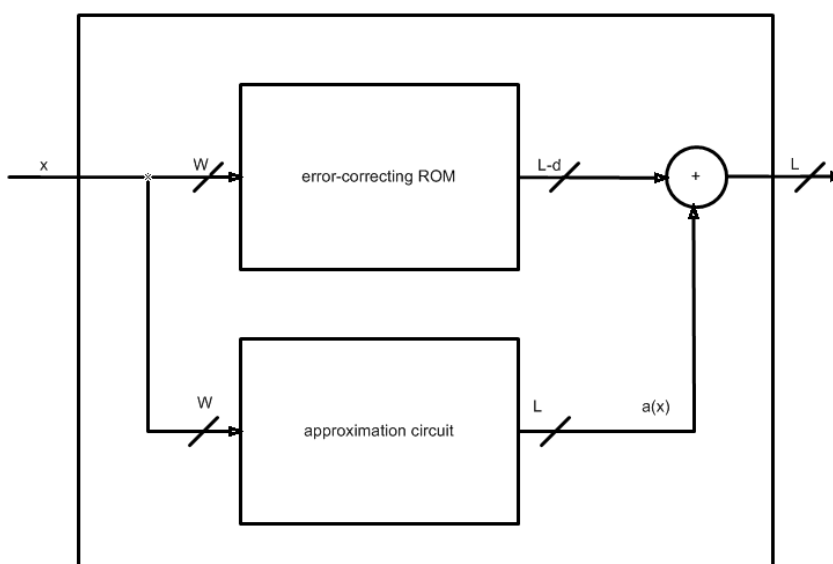 x
W
error-correcting ROM
L-d
+
L
W
approximation circuit
L
a(x)